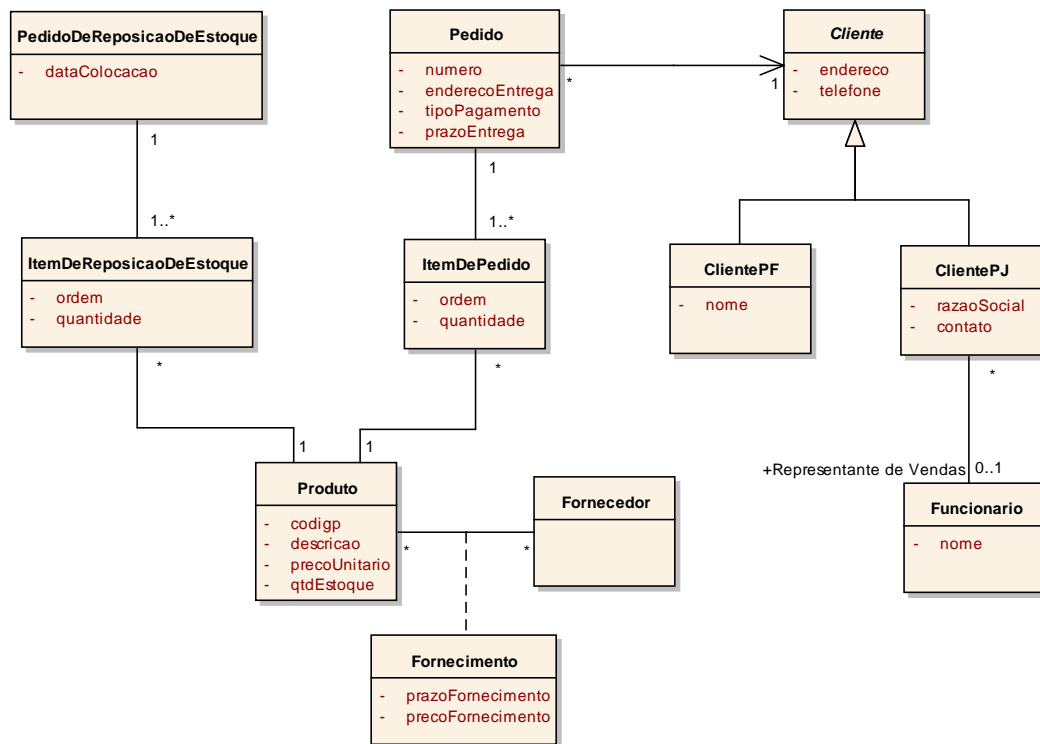 PedidoDeReposicaoDeEstoque
- dataColocacao
1
1..*
ItemDeReposicaoDeEstoque
- ordem
- quantidade
*
1
Pedido
- numero
- enderecoEntrega
- tipoPagamento
- prazoEntrega
*
1
1
1..*
ItemDePedido
- ordem
- quantidade
*
1
Cliente
- endereco
- telefone
ClientePF
- nome
ClientePJ
- razaoSocial
- contato
*
+Representante de Vendas 0..1
Funcionario
- nome
Produto
- codigp
- descricao
- precoUnitario
- qtdEstoque
*
*
Fornecedor
Fornecimento
- prazoFornecimento
- precoFornecimento